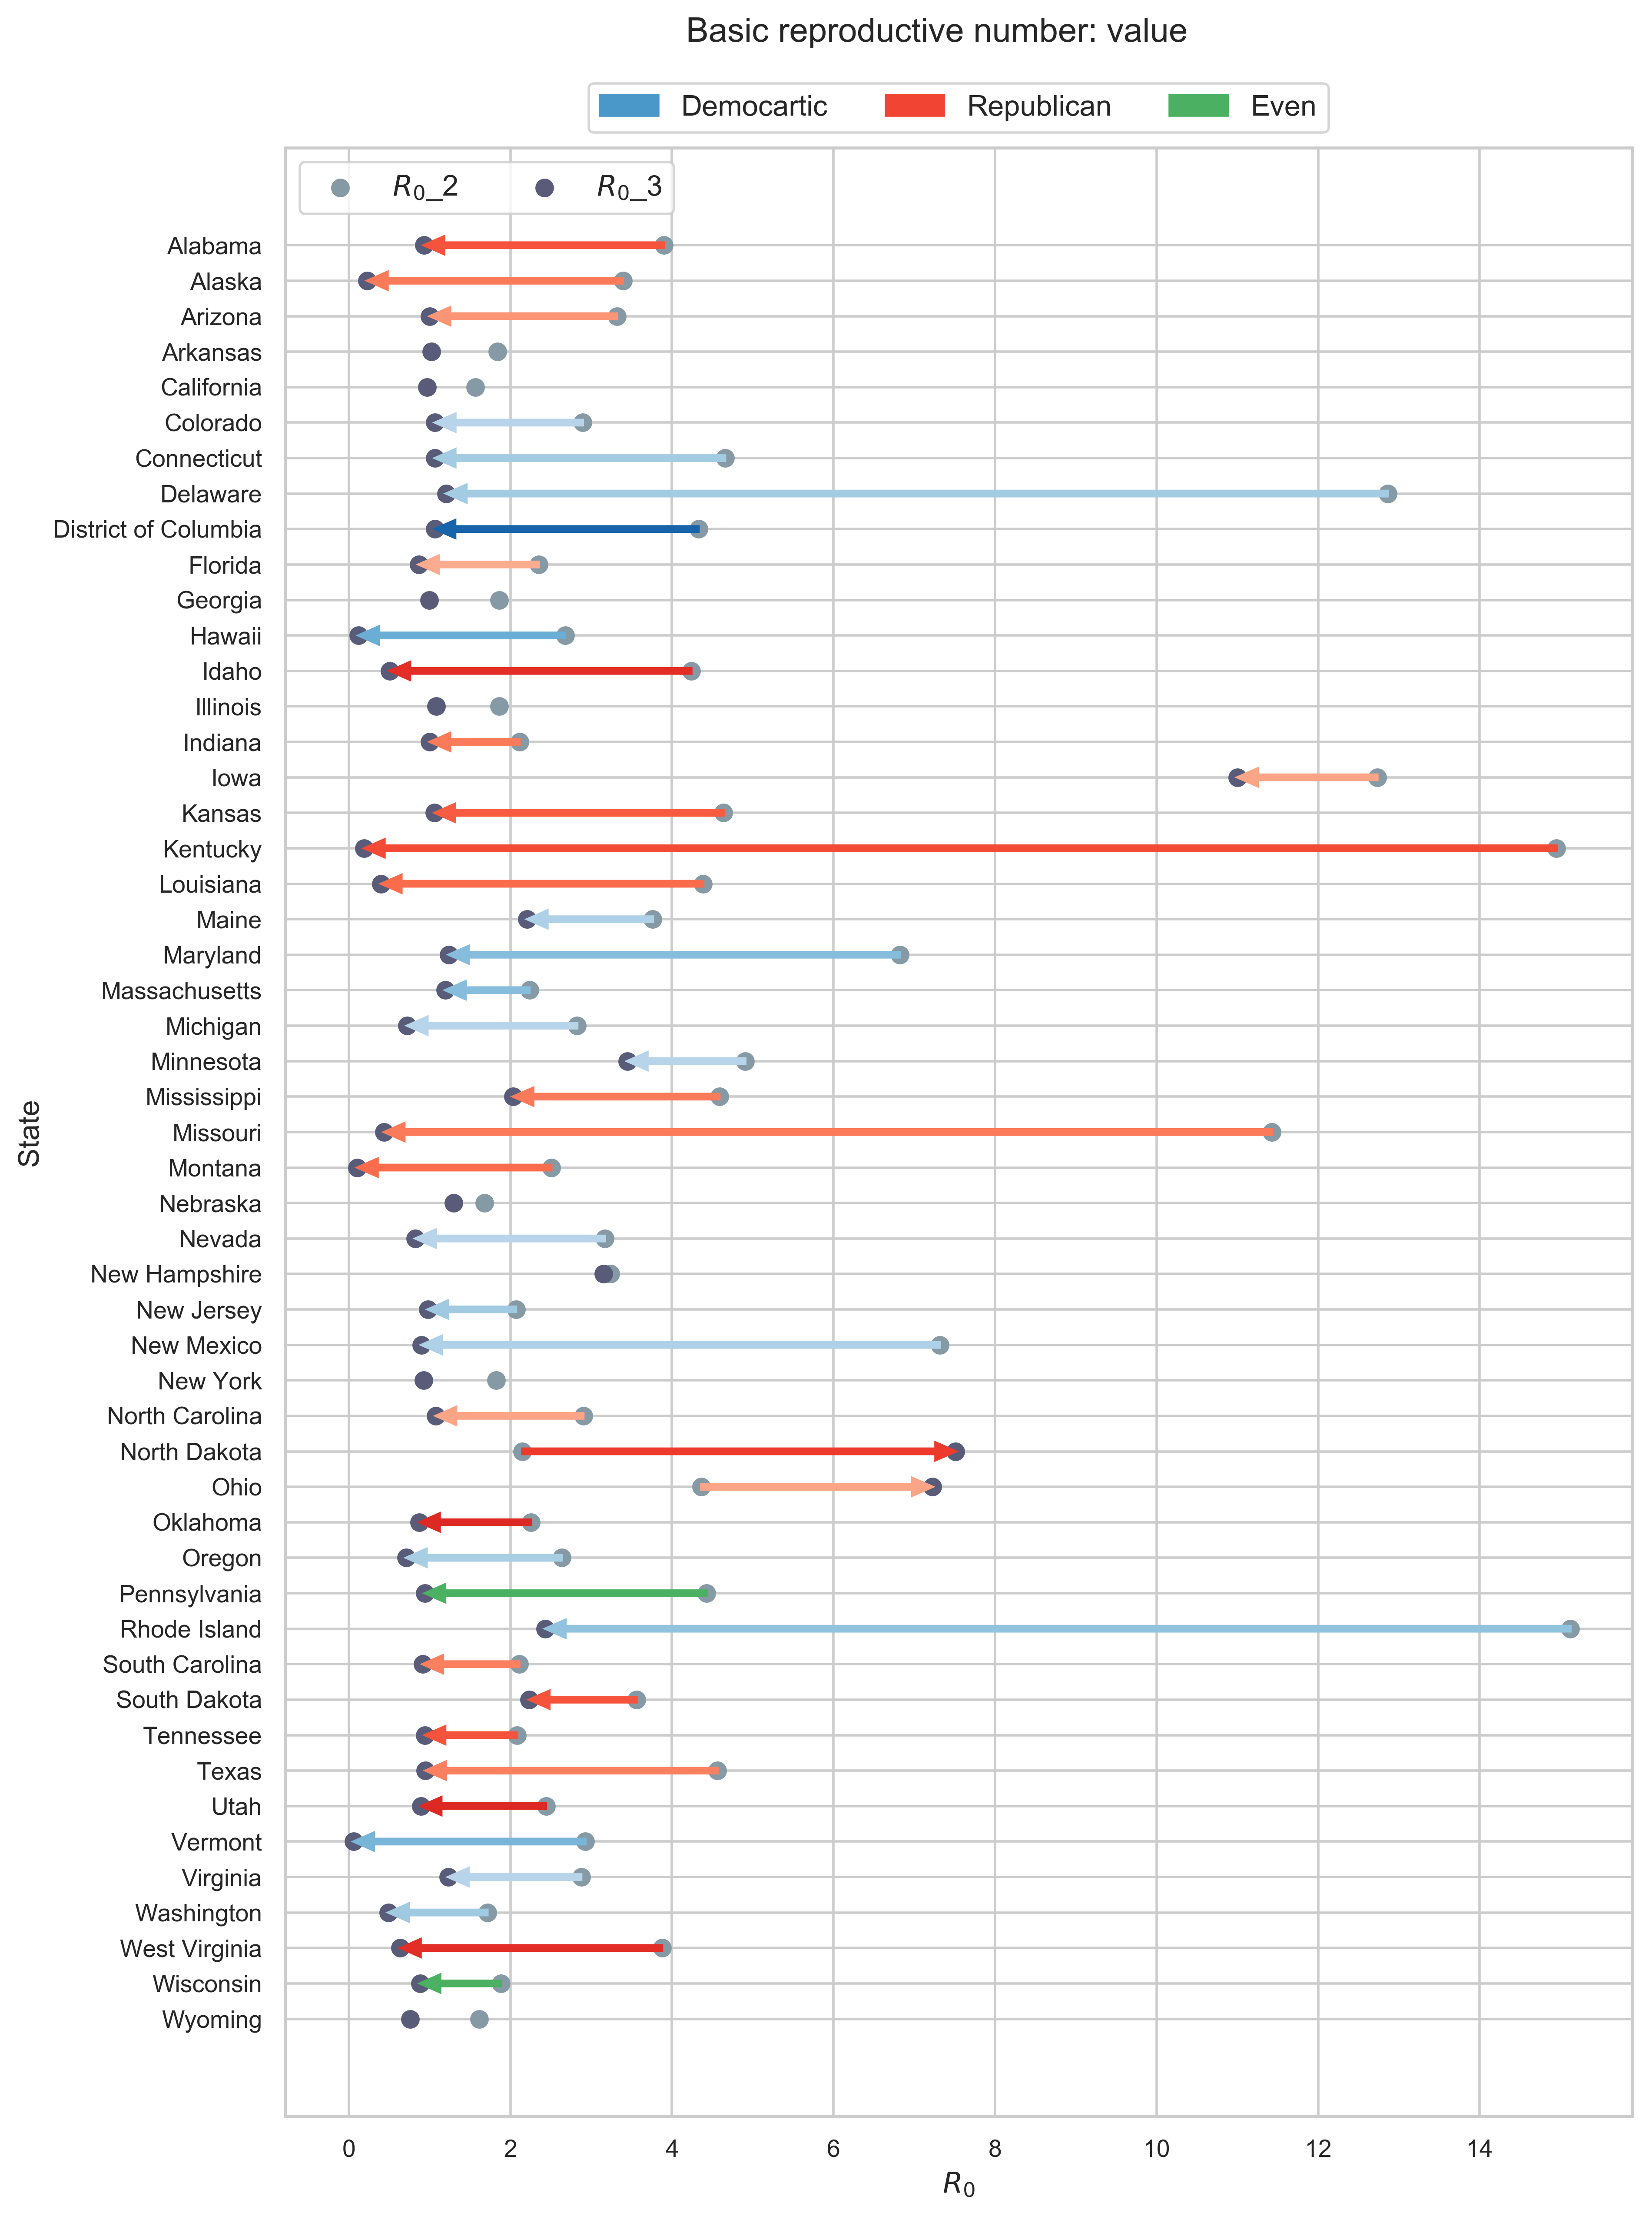 Basic reproductive number: value
Democartic Republican Even
R0_2 R0_3
Alabama
Alaska
Arizona
Arkansas
California
Colorado
Connecticut
Delaware
District of Columbia
Florida
Georgia
Hawaii
Idaho
Illinois
Indiana
Iowa
Kansas
Kentucky
Louisiana
Maine
Maryland
Massachusetts
Michigan
Minnesota
Mississippi
Missouri
Montana
Nebraska
Nevada
New Hampshire
New Jersey
New Mexico
New York
North Carolina
North Dakota
Ohio
Oklahoma
Oregon
Pennsylvania
Rhode Island
South Carolina
South Dakota
Tennessee
Texas
Utah
Vermont
Virginia
Washington
West Virginia
Wisconsin
Wyoming
State
0 2 4 6 8 10 12 14
R0